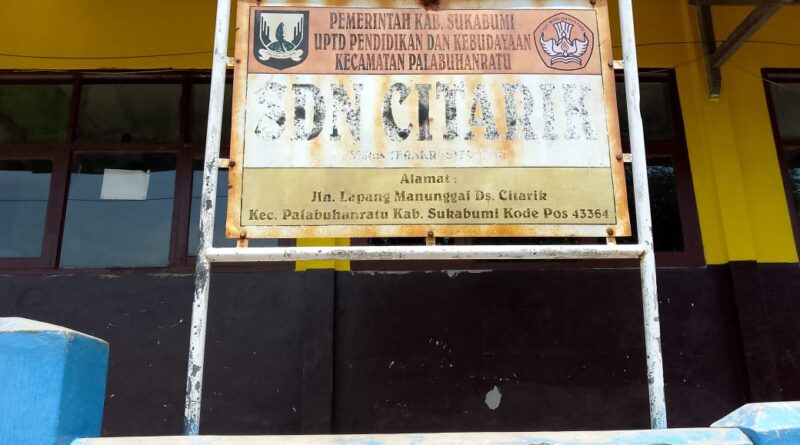 PEMERINTAH KAB. SUKABUMI
UPTD PENDIDIKAN DAN KEBUDAYAAN
KECAMATAN PALABUHANRATU
SDN CITARIK
Alamat :
Jln. Lapang Manunggal Ds. Citarik
Kec. Palabuhanratu Kab. Sukabumi Kode Pos 43364